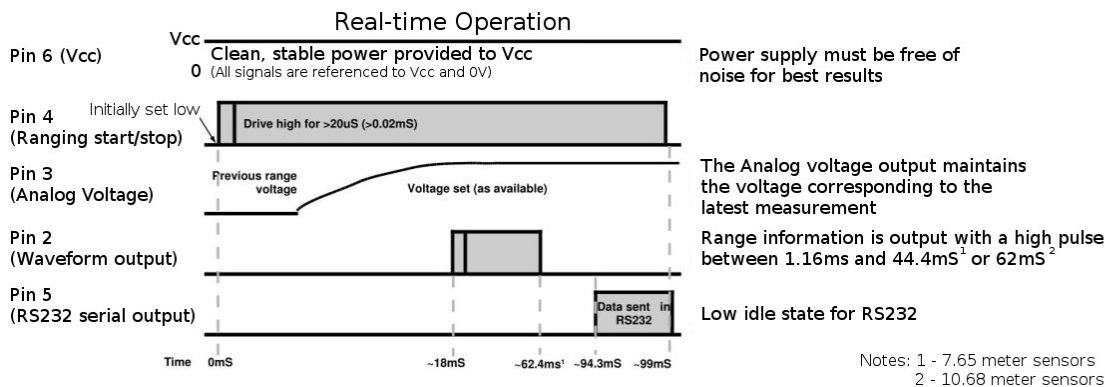 Real-time Operation
Pin 6 (Vcc)
Vcc
0
Clean, stable power provided to Vcc
(All signals are referenced to Vcc and 0V)
Power supply must be free of
noise for best results
Pin 4
(Ranging start/stop)
Initially set low
Drive high for >20uS (>0.02mS)
Pin 3
(Analog Voltage)
Previous range
voltage
Voltage set (as available)
The Analog voltage output maintains
the voltage corresponding to the
latest measurement
Pin 2
(Waveform output)
Range information is output with a high pulse
between 1.16ms and 44.4mS¹ or 62mS²
Pin 5
(RS232 serial output)
Data sent in
RS232
Low idle state for RS232
Time 0mS ~18mS ~62.4ms¹ ~94.3mS ~99mS
Notes: 1 - 7.65 meter sensors
2 - 10.68 meter sensors